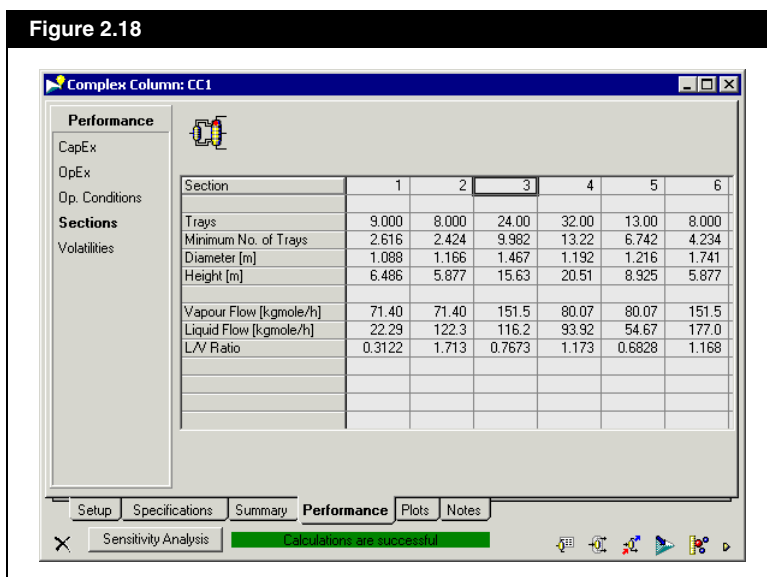 Figure 2.18
Complex Column: CC1
Performance
CapEx
OpEx
Op. Conditions
Sections
Volatilities
Section 1 2 3 4 5 6
Trays 9.000 8.000 24.00 32.00 13.00 8.000
Minimum No. of Trays 2.616 2.424 9.982 13.22 6.742 4.234
Diameter [m] 1.088 1.166 1.467 1.192 1.216 1.741
Height [m] 6.486 5.877 15.63 20.51 8.925 5.877
Vapour Flow [kgmole/h] 71.40 71.40 151.5 80.07 80.07 151.5
Liquid Flow [kgmole/h] 22.29 122.3 116.2 93.92 54.67 177.0
L/V Ratio 0.3122 1.713 0.7673 1.173 0.6828 1.168
Setup Specifications Summary Performance Plots Notes
Sensitivity Analysis Calculations are successful